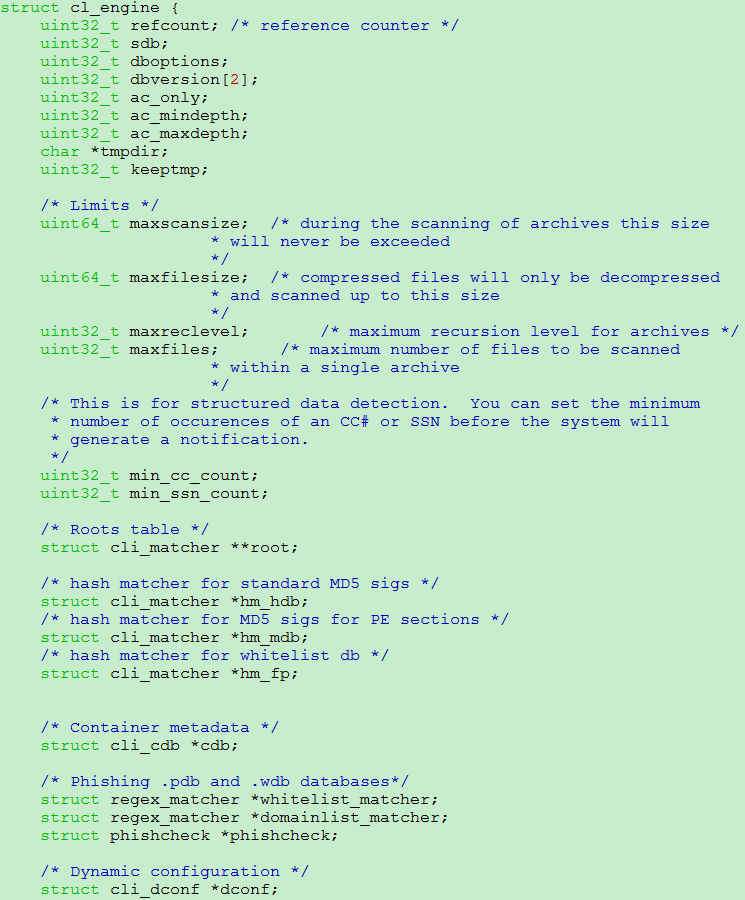 struct cl_engine {
    uint32_t refcount; /* reference counter */
    uint32_t sdb;
    uint32_t dboptions;
    uint32_t dbversion[2];
    uint32_t ac_only;
    uint32_t ac_mindepth;
    uint32_t ac_maxdepth;
    char *tmpdir;
    uint32_t keeptmp;

    /* Limits */
    uint64_t maxscansize;  /* during the scanning of archives this size
                     * will never be exceeded
                     */
    uint64_t maxfilesize;  /* compressed files will only be decompressed
                     * and scanned up to this size
                     */
    uint32_t maxreclevel;       /* maximum recursion level for archives */
    uint32_t maxfiles;      /* maximum number of files to be scanned
                     * within a single archive
                     */
    /* This is for structured data detection.  You can set the minimum
     * number of occurences of an CC# or SSN before the system will
     * generate a notification.
     */
    uint32_t min_cc_count;
    uint32_t min_ssn_count;

    /* Roots table */
    struct cli_matcher **root;

    /* hash matcher for standard MD5 sigs */
    struct cli_matcher *hm_hdb;
    /* hash matcher for MD5 sigs for PE sections */
    struct cli_matcher *hm_mdb;
    /* hash matcher for whitelist db */
    struct cli_matcher *hm_fp;


    /* Container metadata */
    struct cli_cdb *cdb;

    /* Phishing .pdb and .wdb databases*/
    struct regex_matcher *whitelist_matcher;
    struct regex_matcher *domainlist_matcher;
    struct phishcheck *phishcheck;

    /* Dynamic configuration */
    struct cli_dconf *dconf;